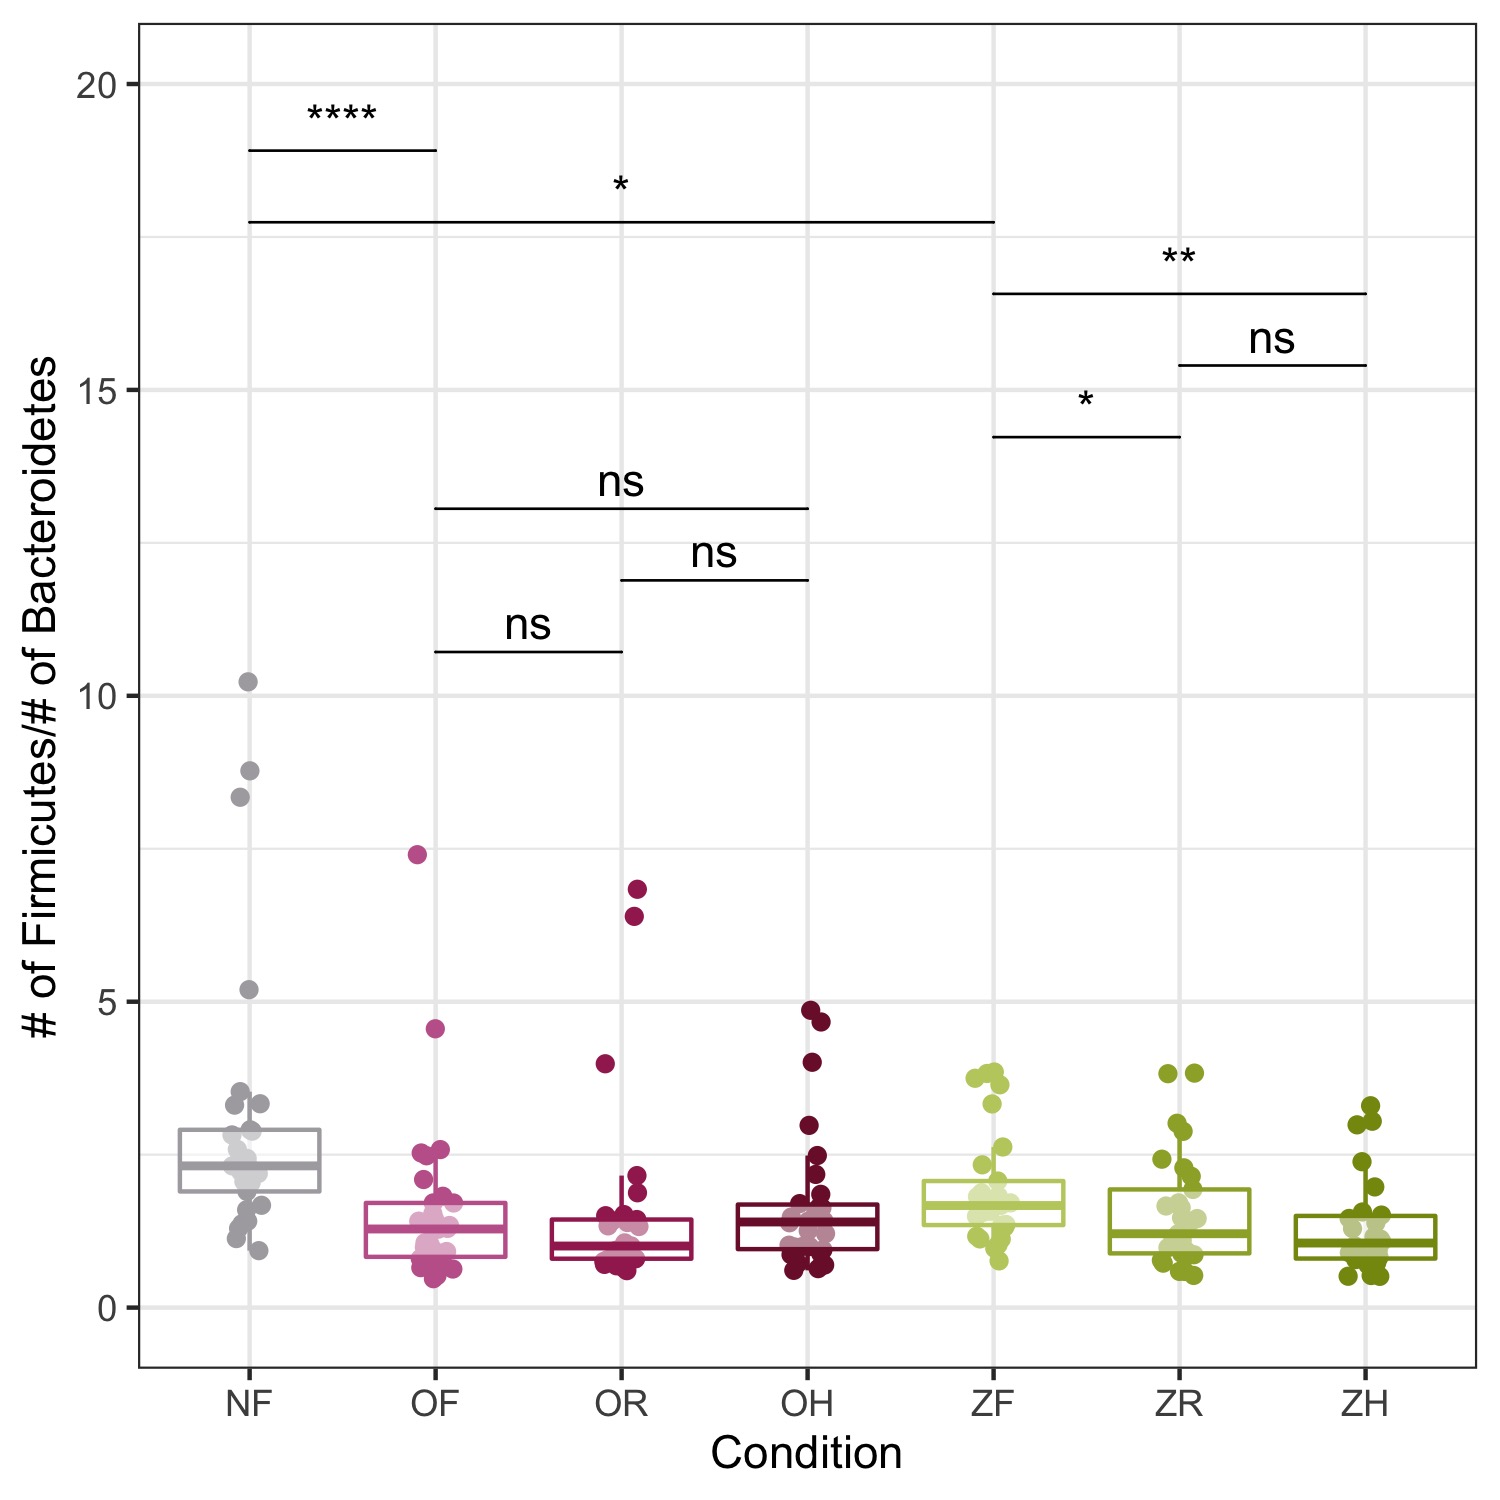 20
****
*
**
ns
15
*
ns
ns
ns
10
5
0
# of Firmicutes/# of Bacteroidetes
NF OF OR OH ZF ZR ZH
Condition